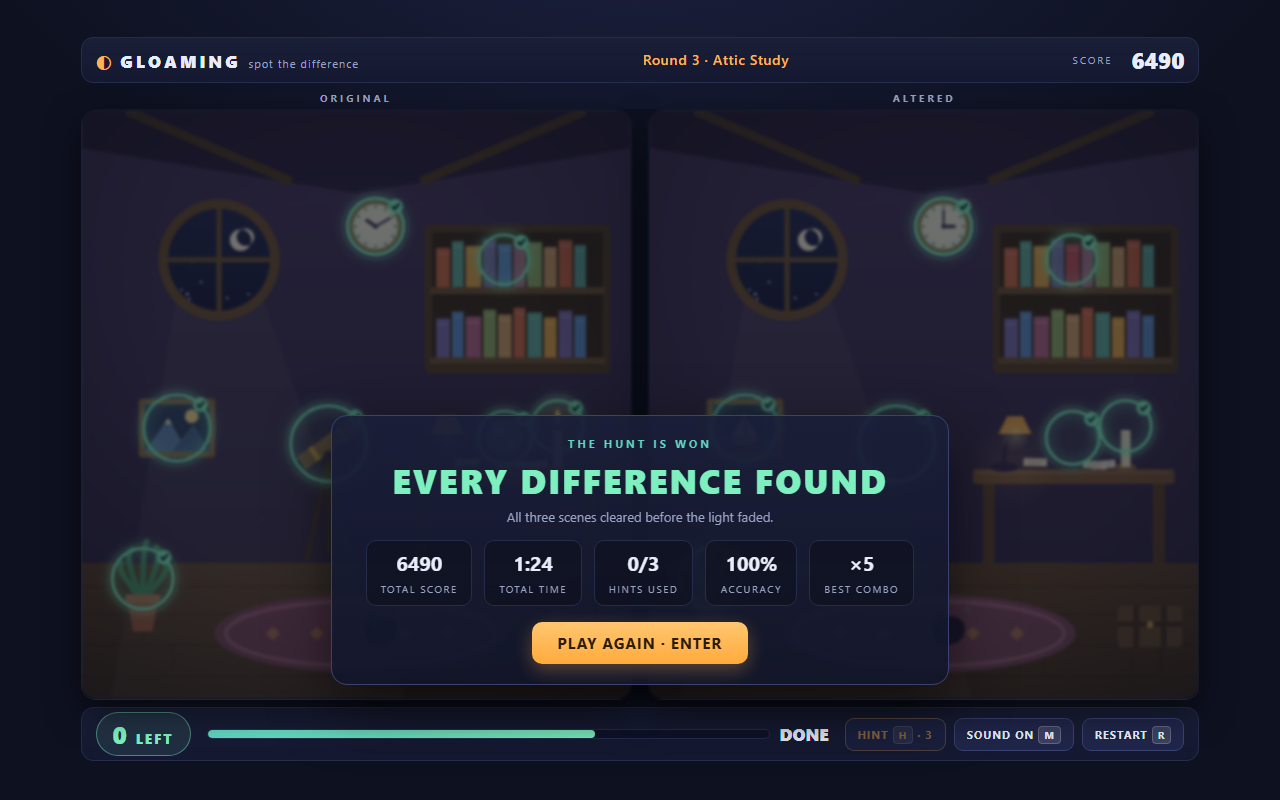 GLOAMING spot the difference
Round 3 · Attic Study
SCORE 6490
ORIGINAL
ALTERED
THE HUNT IS WON
EVERY DIFFERENCE FOUND
All three scenes cleared before the light faded.
6490
TOTAL SCORE
1:24
TOTAL TIME
0/3
HINTS USED
100%
ACCURACY
×5
BEST COMBO
PLAY AGAIN · ENTER
0 LEFT
DONE
HINT H · 3
SOUND ON M
RESTART R